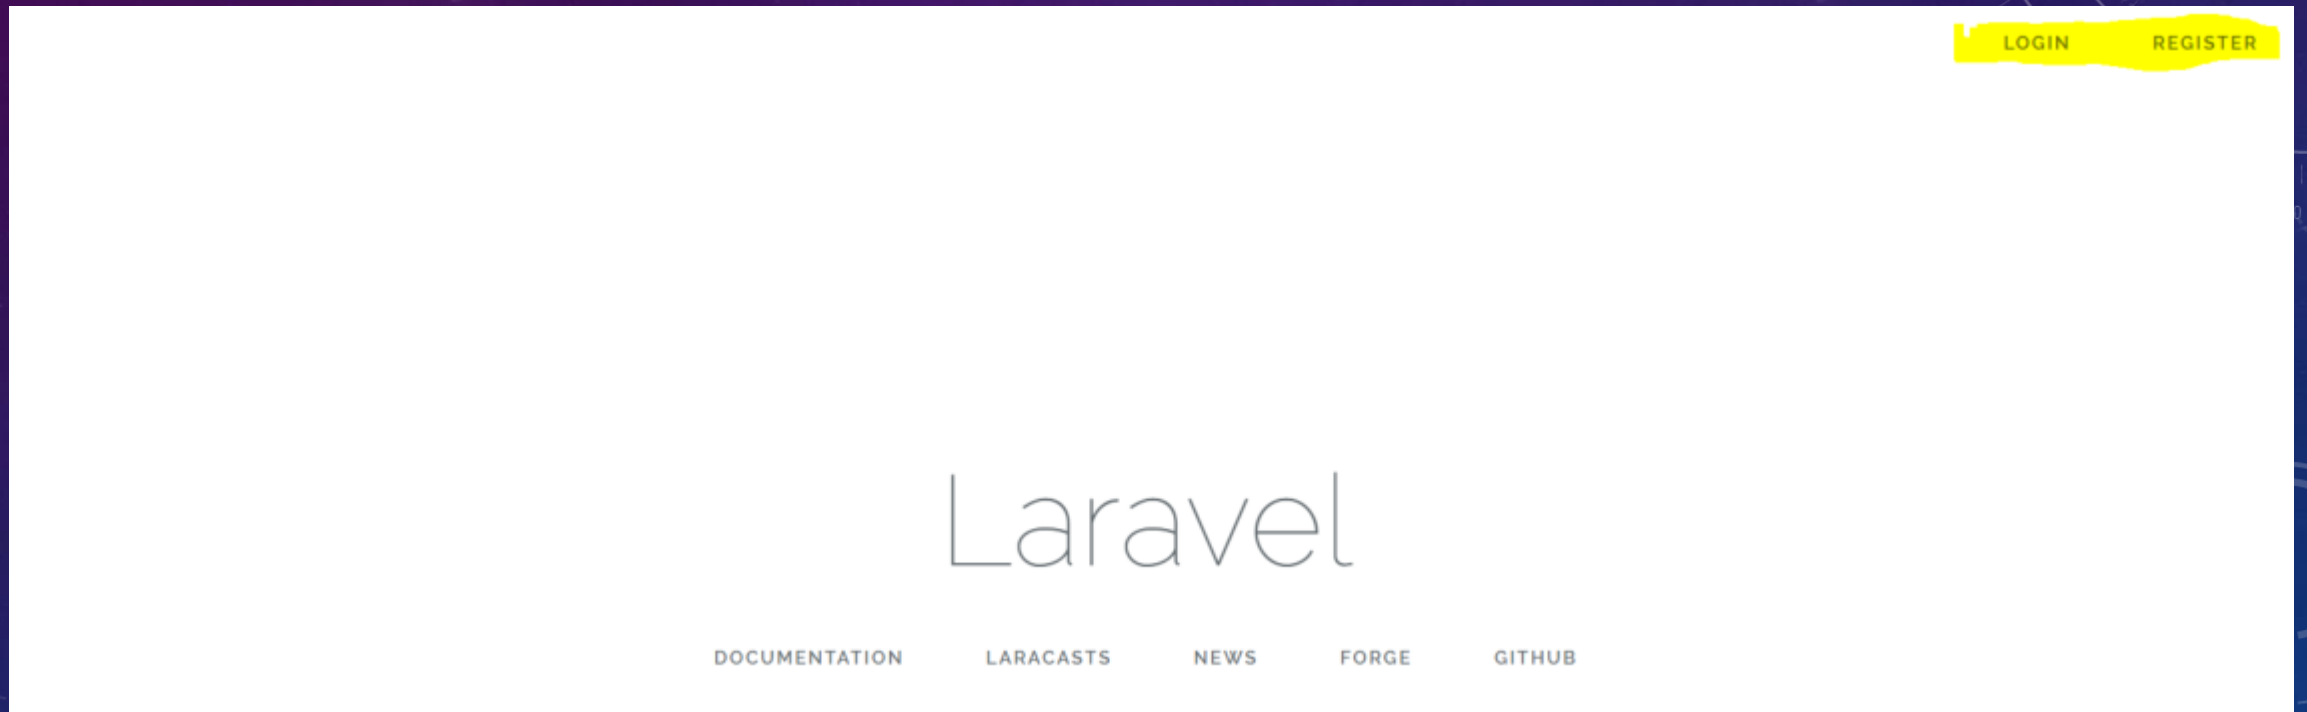 LOGIN REGISTER
Laravel
DOCUMENTATION LARACASTS NEWS FORGE GITHUB